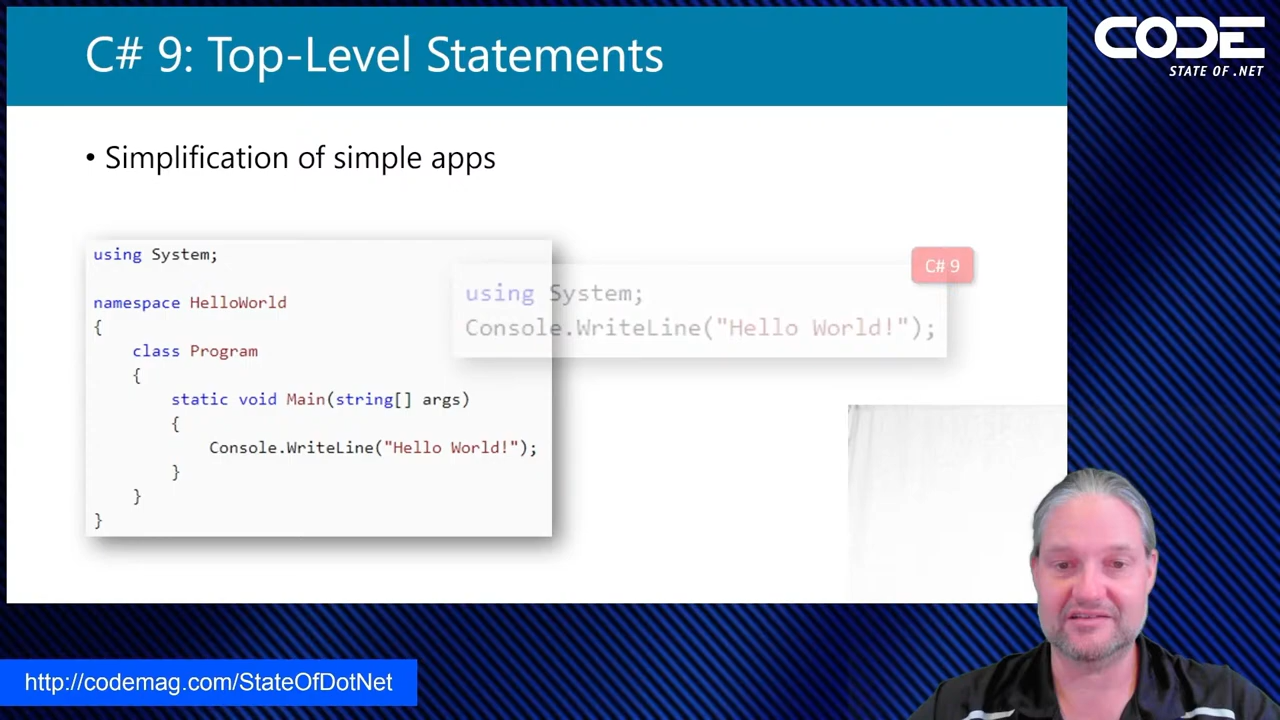 C# 9: Top-Level Statements
CODE
STATE OF .NET
• Simplification of simple apps
using System;
namespace HelloWorld
{
    class Program
    {
        static void Main(string[] args)
        {
            Console.WriteLine("Hello World!");
        }
    }
}
C# 9
using System;
Console.WriteLine("Hello World!");
http://codemag.com/StateOfDotNet